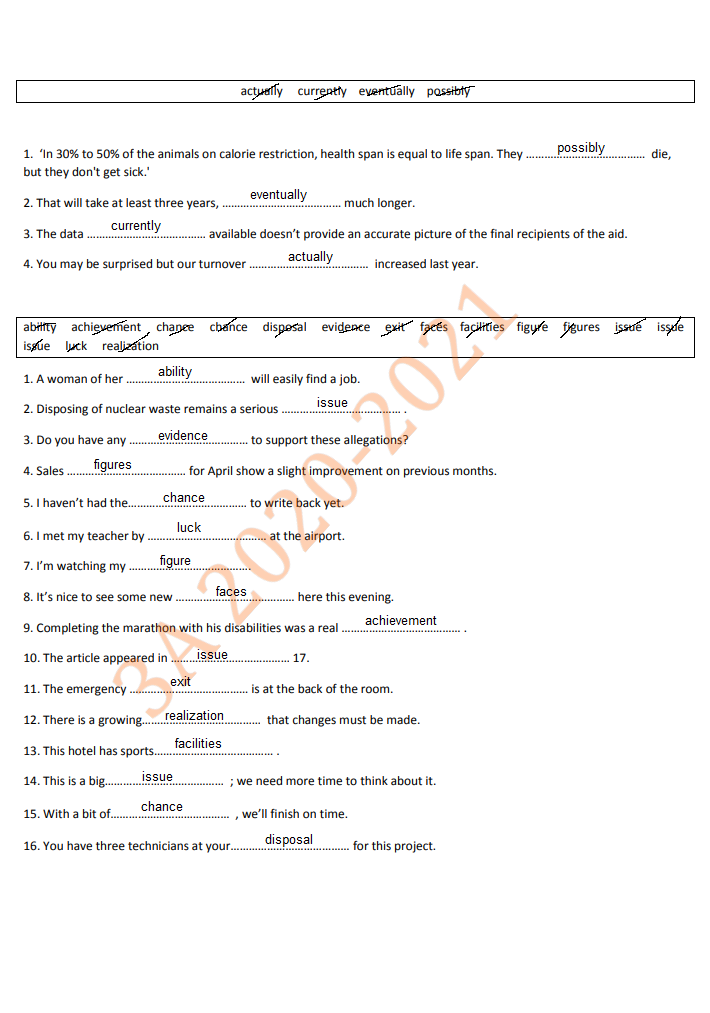 actually currently eventually possibly
1. ‘In 30% to 50% of the animals on calorie restriction, health span is equal to life span. They ……possibly…… die,
but they don't get sick.'
2. That will take at least three years, ……eventually…… much longer.
3. The data ……currently…… available doesn’t provide an accurate picture of the final recipients of the aid.
4. You may be surprised but our turnover ……actually…… increased last year.
ability achievement chance chance disposal evidence exit faces facilities figure figures issue issue
issue luck realization
1. A woman of her ……ability…… will easily find a job.
2. Disposing of nuclear waste remains a serious ……issue…… .
3. Do you have any ……evidence…… to support these allegations?
4. Sales ……figures…… for April show a slight improvement on previous months.
5. I haven’t had the……chance…… to write back yet.
6. I met my teacher by ……luck…… at the airport.
7. I’m watching my ……figure……
8. It’s nice to see some new ……faces…… here this evening.
9. Completing the marathon with his disabilities was a real ……achievement…… .
10. The article appeared in ……issue…… 17.
11. The emergency ……exit…… is at the back of the room.
12. There is a growing……realization…… that changes must be made.
13. This hotel has sports……facilities…… .
14. This is a big……issue…… ; we need more time to think about it.
15. With a bit of……chance…… , we’ll finish on time.
16. You have three technicians at your……disposal…… for this project.
3A 2020-2021